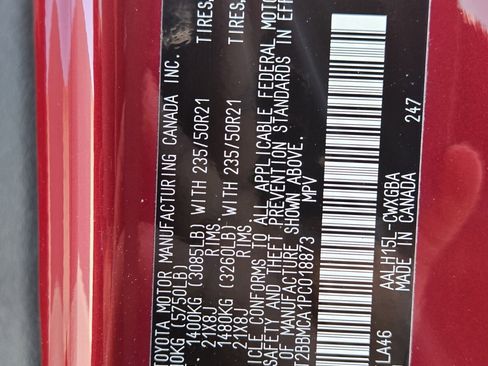 TOYOTA MOTOR MANUFACTURING CANADA INC.
0KG (5750LB)
1400KG (3085LB) WITH 235/50R21 TIRES,
21X8J RIMS,
1480KG (3260LB) WITH 235/50R21 TIRES,
21X8J RIMS,
ICLE CONFORMS TO ALL APPLICABLE FEDERAL MOTOR
SAFETY AND THEFT PREVENTION STANDARDS IN EFF
OF MANUFACTURE SHOWN ABOVE.
T2BBMCA1PC018873 MPV
247
LA46 AALH15L-CWXGBA
MADE IN CANADA